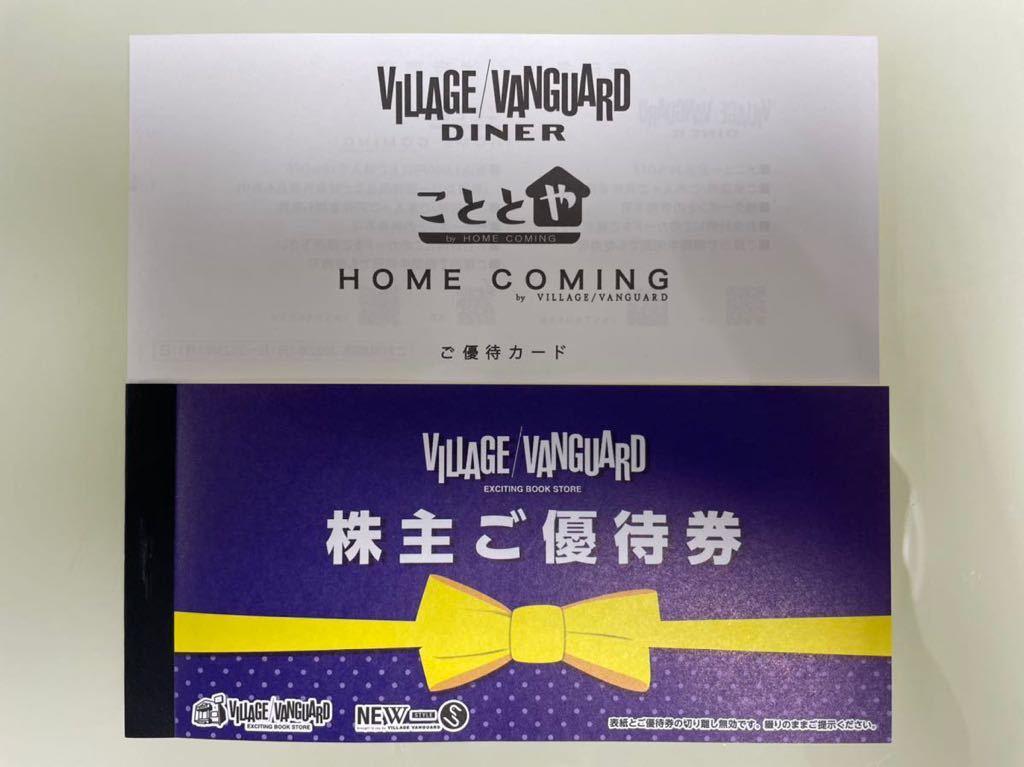 VILLAGE/VANGUARD
DINER
こととや
by HOME COMING
HOME COMING
by VILLAGE/VANGUARD
ご優待カード
VILLAGE/VANGUARD
EXCITING BOOK STORE
株主ご優待券
VILLAGE/VANGUARD
EXCITING BOOK STORE
NEW STYLE
VILLAGE VANGUARD
表紙とご優待券の切り離し無効です。綴りのままご提示ください。